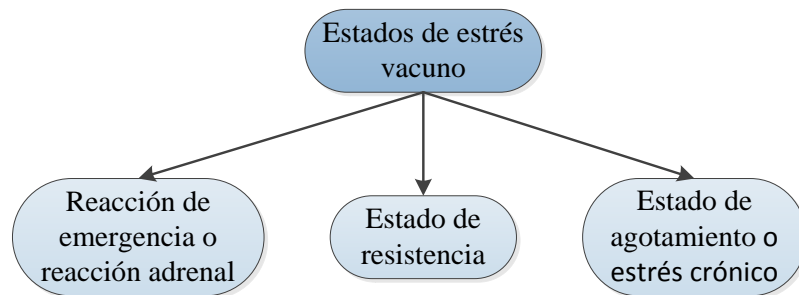 Estados de estrés
vacuno
Reacción de
emergencia o
reacción adrenal
Estado de
resistencia
Estado de
agotamiento o
estrés crónico